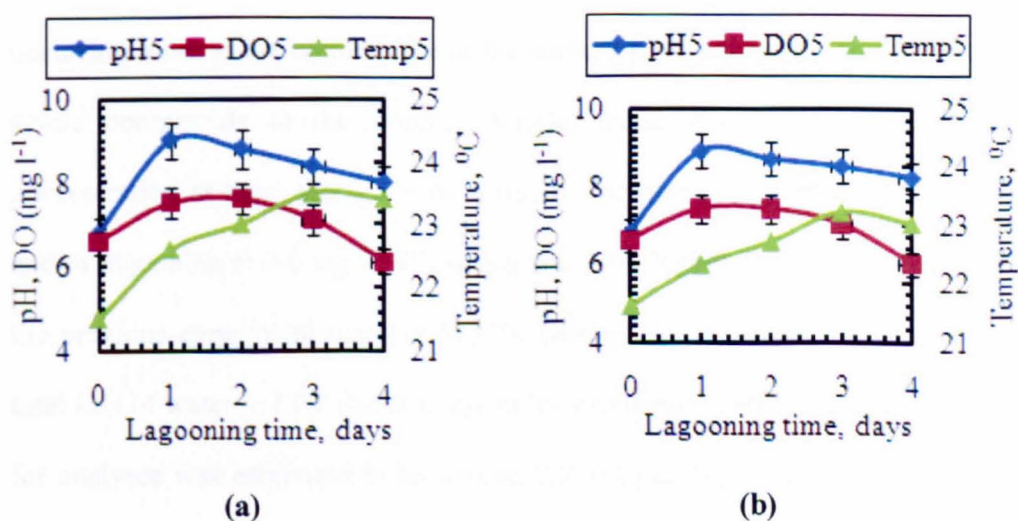 pH5 DO5 Temp5
pH5 DO5 Temp5
pH, DO (mg l⁻¹)
10
8
6
4
25
24
23
22
21
Temperature, ⁰C
0 1 2 3 4
Lagooning time, days
(a)
pH, DO (mg l⁻¹)
10
8
6
4
25
24
23
22
21
Temperature, ⁰C
0 1 2 3 4
Lagooning time, days
(b)